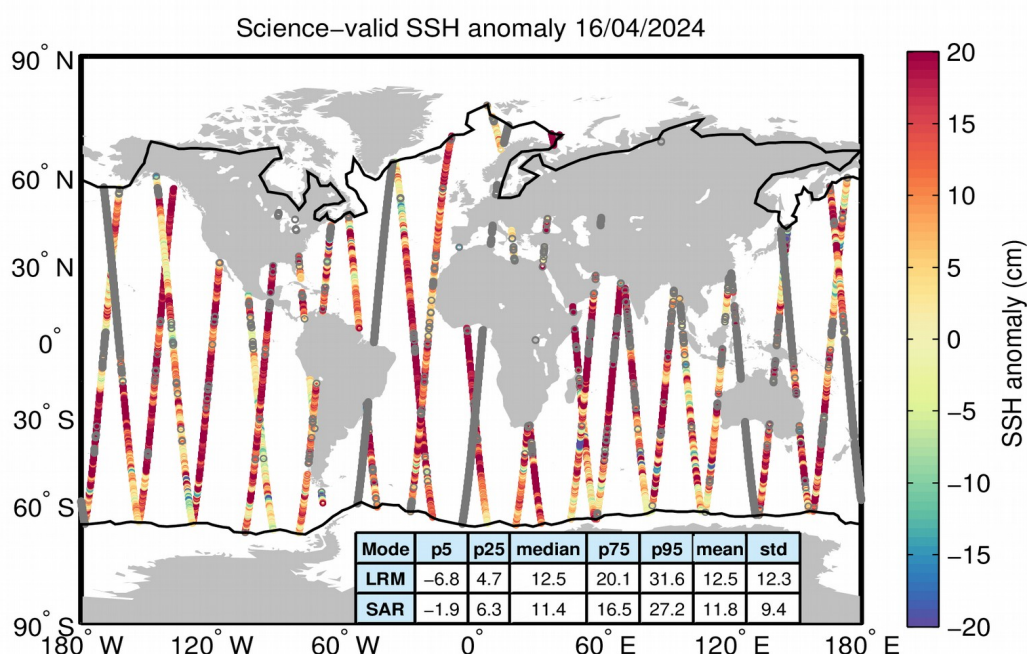 Science−valid SSH anomaly 16/04/2024
90° N
60° N
30° N
0°
30° S
60° S
90° S
180° W
120° W
60° W
0°
60° E
120° E
180° E
Mode p5 p25 median p75 p95 mean std
LRM −6.8 4.7 12.5 20.1 31.6 12.5 12.3
SAR −1.9 6.3 11.4 16.5 27.2 11.8 9.4
20
15
10
5
0
−5
−10
−15
−20
SSH anomaly (cm)